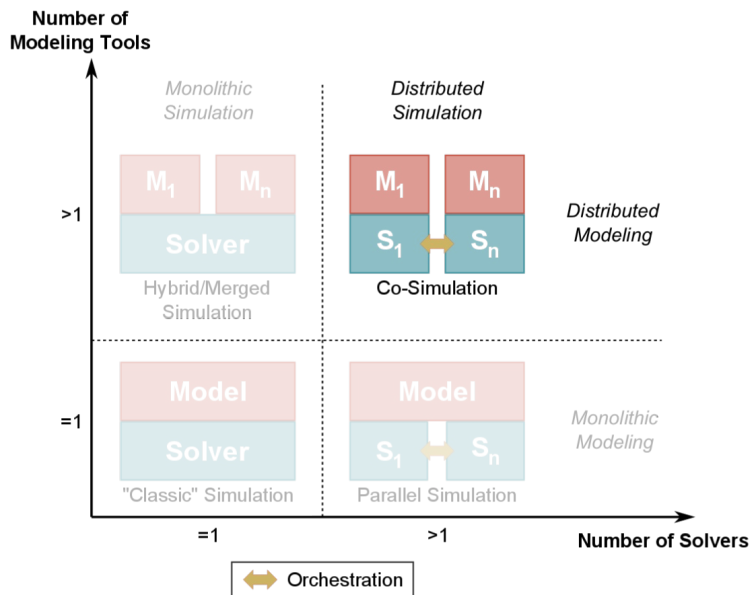 Number of
Modeling Tools
Monolithic
Simulation
Distributed
Simulation
M1
Mn
M1
Mn
>1
Solver
S1
Sn
Distributed
Modeling
Hybrid/Merged
Simulation
Co-Simulation
Model
Model
=1
Solver
S1
Sn
Monolithic
Modeling
"Classic" Simulation
Parallel Simulation
=1
>1
Number of Solvers
Orchestration